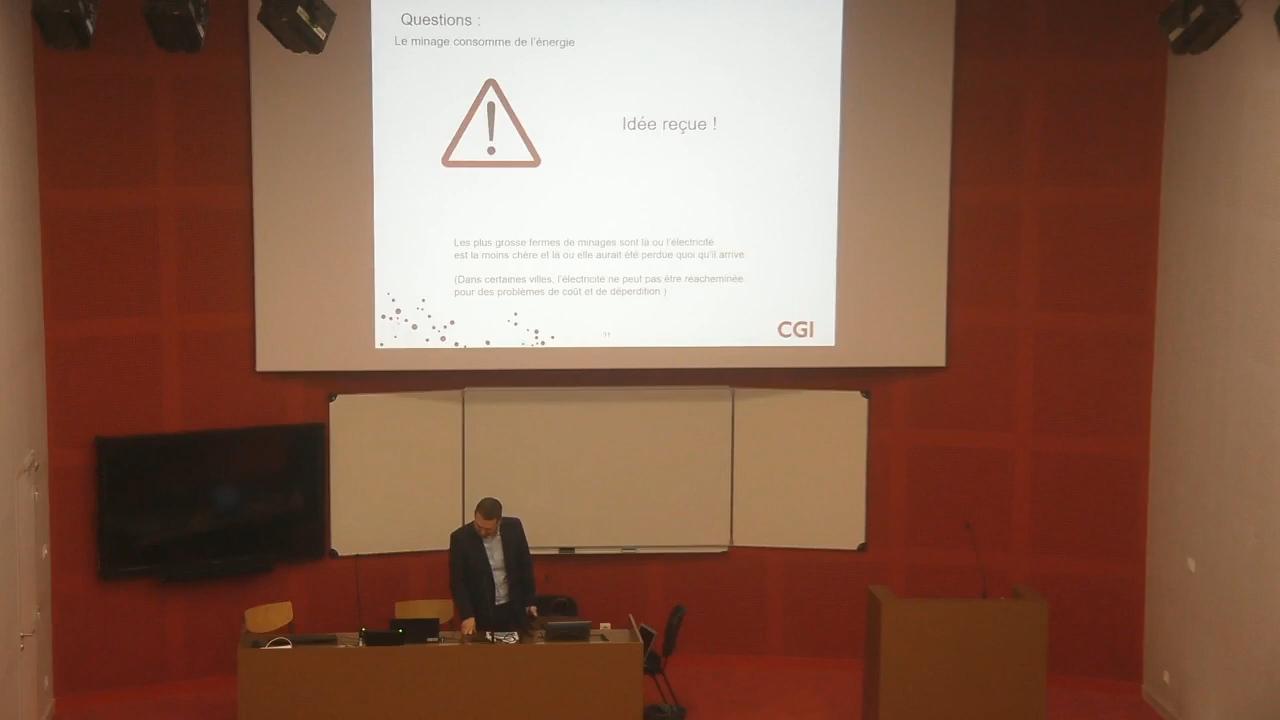 Questions :
Le minage consomme de l'énergie
Idée reçue !
Les plus grosse fermes de minages sont là ou l'électricité
est la moins chère et là ou elle aurait été perdue quoi qu'il arrive
(Dans certaines villes, l'électricité ne peut pas être réacheminée
pour des problèmes de coût et de déperdition )
CGI